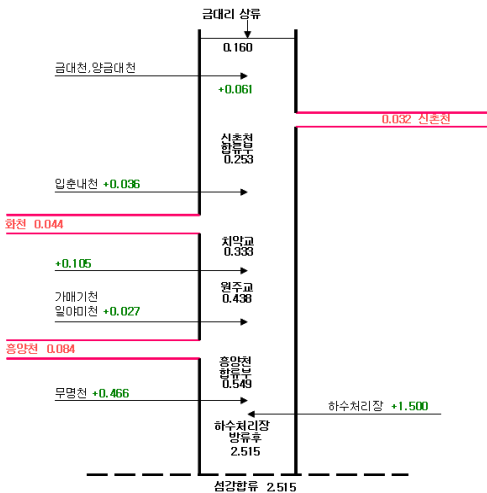 금대리 상류
0.160
금대천,양금대천
+0.061
0.032 신촌천
신촌천
합류부
0.253
입춘내천 +0.036
화천 0.044
치악교
0.333
+0.105
원주교
0.438
가매기천
일야미천 +0.027
흥양천 0.084
흥양천
합류부
0.549
무명천 +0.466
하수처리장 +1.500
하수처리장
방류후
2.515
섬강합류 2.515